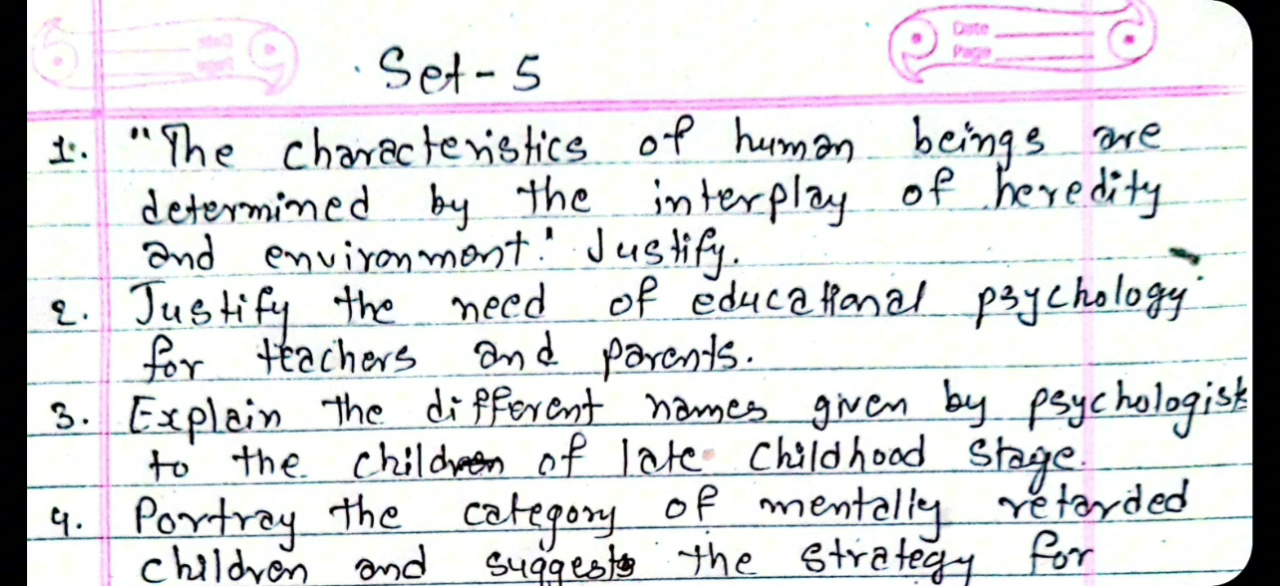 Date
Page
Set - 5
1. "The characteristics of human beings are
determined by the interplay of heredity
and environment." Justify.
2. Justify the need of educational psychology
for teachers and parents.
3. Explain the different names given by psychologist
to the children of late childhood stage.
4. Portray the category of mentally retarded
children and suggests the strategy for